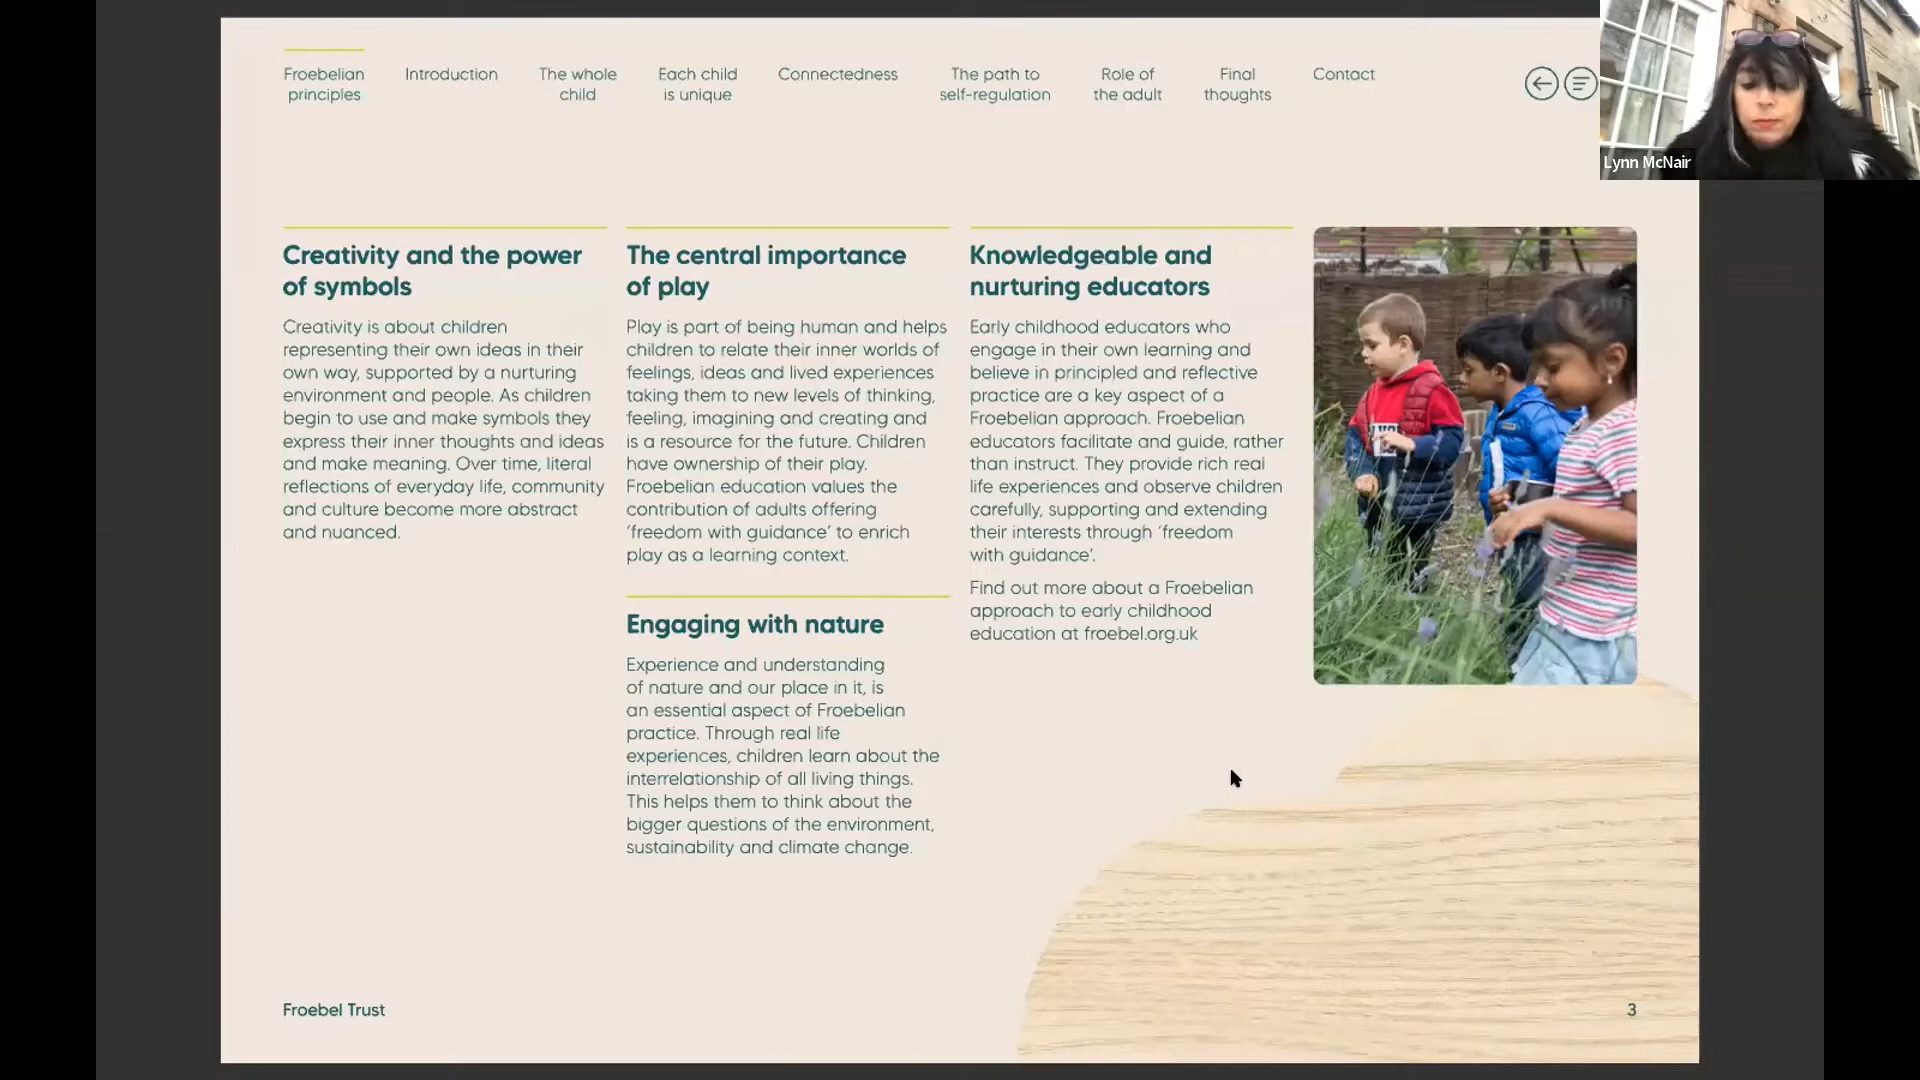 Froebelian
principles
Introduction
The whole
child
Each child
is unique
Connectedness
The path to
self-regulation
Role of
the adult
Final
thoughts
Contact
Lynn McNair
Creativity and the power
of symbols
Creativity is about children
representing their own ideas in their
own way, supported by a nurturing
environment and people. As children
begin to use and make symbols they
express their inner thoughts and ideas
and make meaning. Over time, literal
reflections of everyday life, community
and culture become more abstract
and nuanced.
The central importance
of play
Play is part of being human and helps
children to relate their inner worlds of
feelings, ideas and lived experiences
taking them to new levels of thinking,
feeling, imagining and creating and
is a resource for the future. Children
have ownership of their play.
Froebelian education values the
contribution of adults offering
‘freedom with guidance’ to enrich
play as a learning context.
Engaging with nature
Experience and understanding
of nature and our place in it, is
an essential aspect of Froebelian
practice. Through real life
experiences, children learn about the
interrelationship of all living things.
This helps them to think about the
bigger questions of the environment,
sustainability and climate change.
Knowledgeable and
nurturing educators
Early childhood educators who
engage in their own learning and
believe in principled and reflective
practice are a key aspect of a
Froebelian approach. Froebelian
educators facilitate and guide, rather
than instruct. They provide rich real
life experiences and observe children
carefully, supporting and extending
their interests through ‘freedom
with guidance’.
Find out more about a Froebelian
approach to early childhood
education at froebel.org.uk
Froebel Trust
3